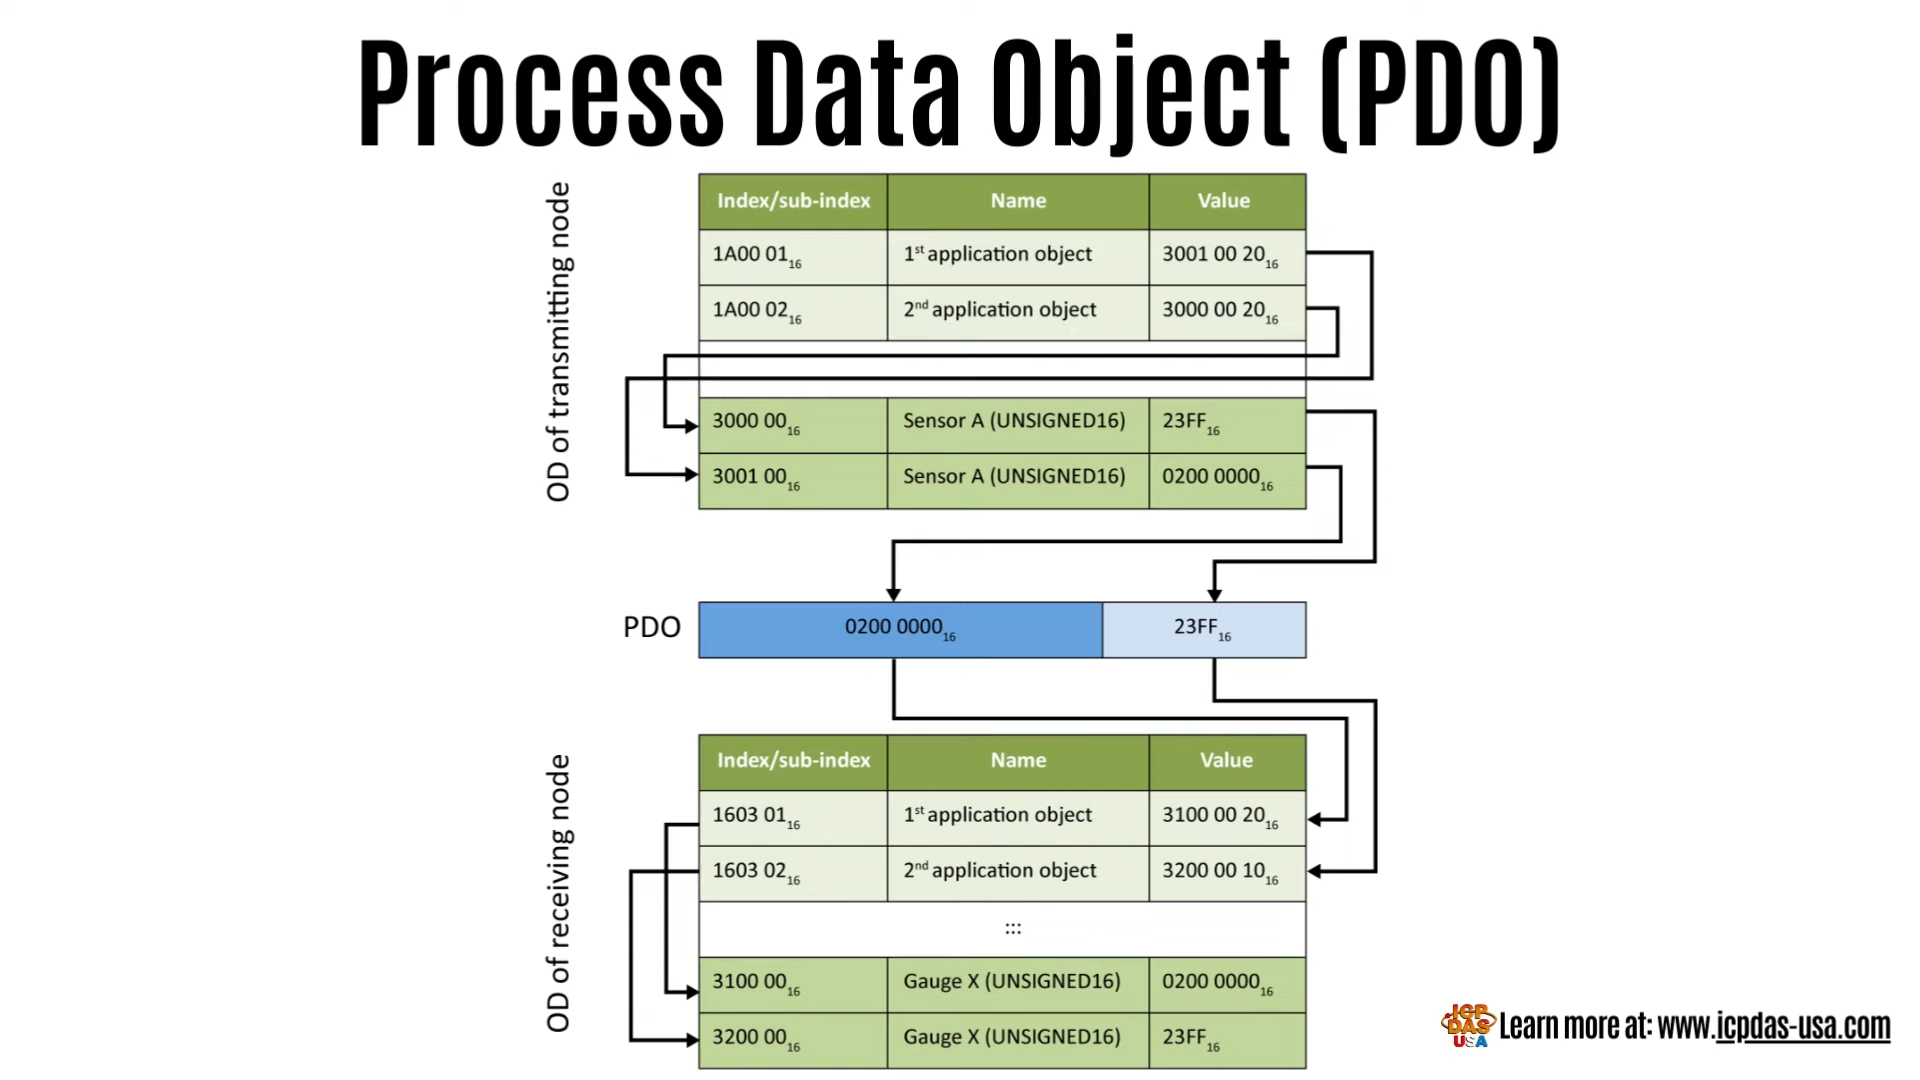 Process Data Object (PDO)
OD of transmitting node
Index/sub-index Name Value
1A00 01₁₆ 1ˢᵗ application object 3001 00 20₁₆
1A00 02₁₆ 2ⁿᵈ application object 3000 00 20₁₆
3000 00₁₆ Sensor A (UNSIGNED16) 23FF₁₆
3001 00₁₆ Sensor A (UNSIGNED16) 0200 0000₁₆
PDO 0200 0000₁₆ 23FF₁₆
OD of receiving node
Index/sub-index Name Value
1603 01₁₆ 1ˢᵗ application object 3100 00 20₁₆
1603 02₁₆ 2ⁿᵈ application object 3200 00 10₁₆
:::
3100 00₁₆ Gauge X (UNSIGNED16) 0200 0000₁₆
3200 00₁₆ Gauge X (UNSIGNED16) 23FF₁₆
ICP
DAS
USA
Learn more at: www.icpdas-usa.com